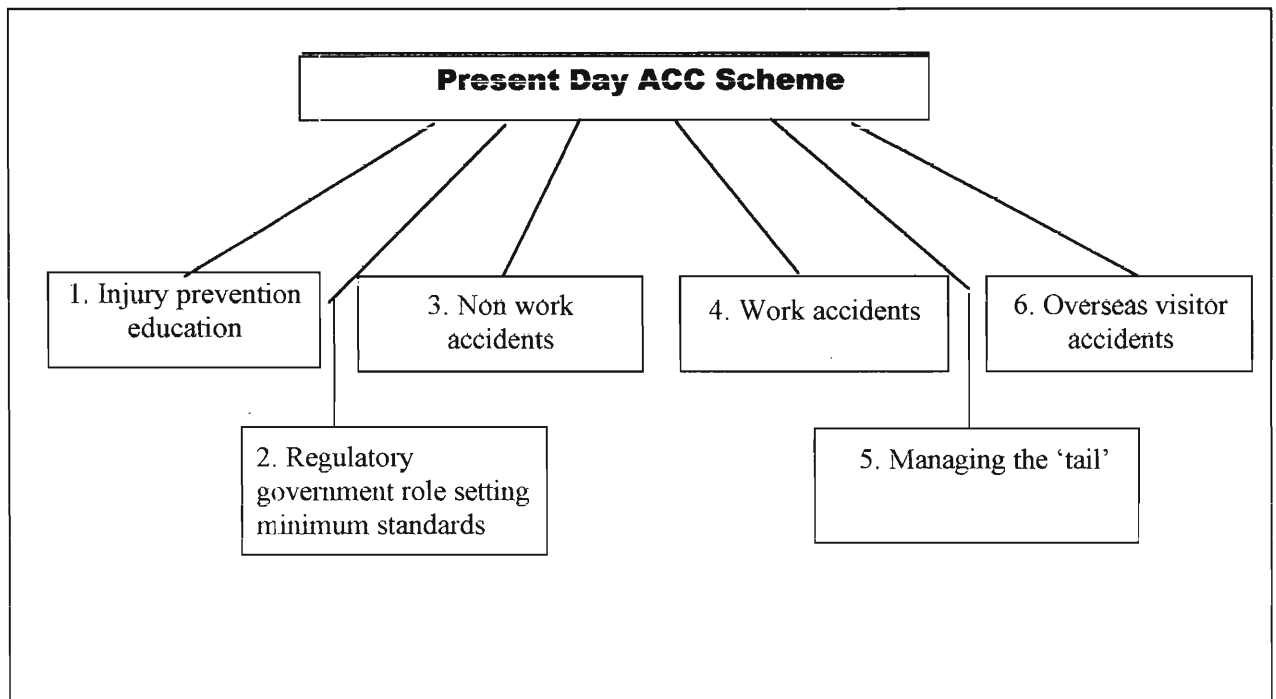 Present Day ACC Scheme
1. Injury prevention
education
2. Regulatory
government role setting
minimum standards
3. Non work
accidents
4. Work accidents
5. Managing the ‘tail’
6. Overseas visitor
accidents